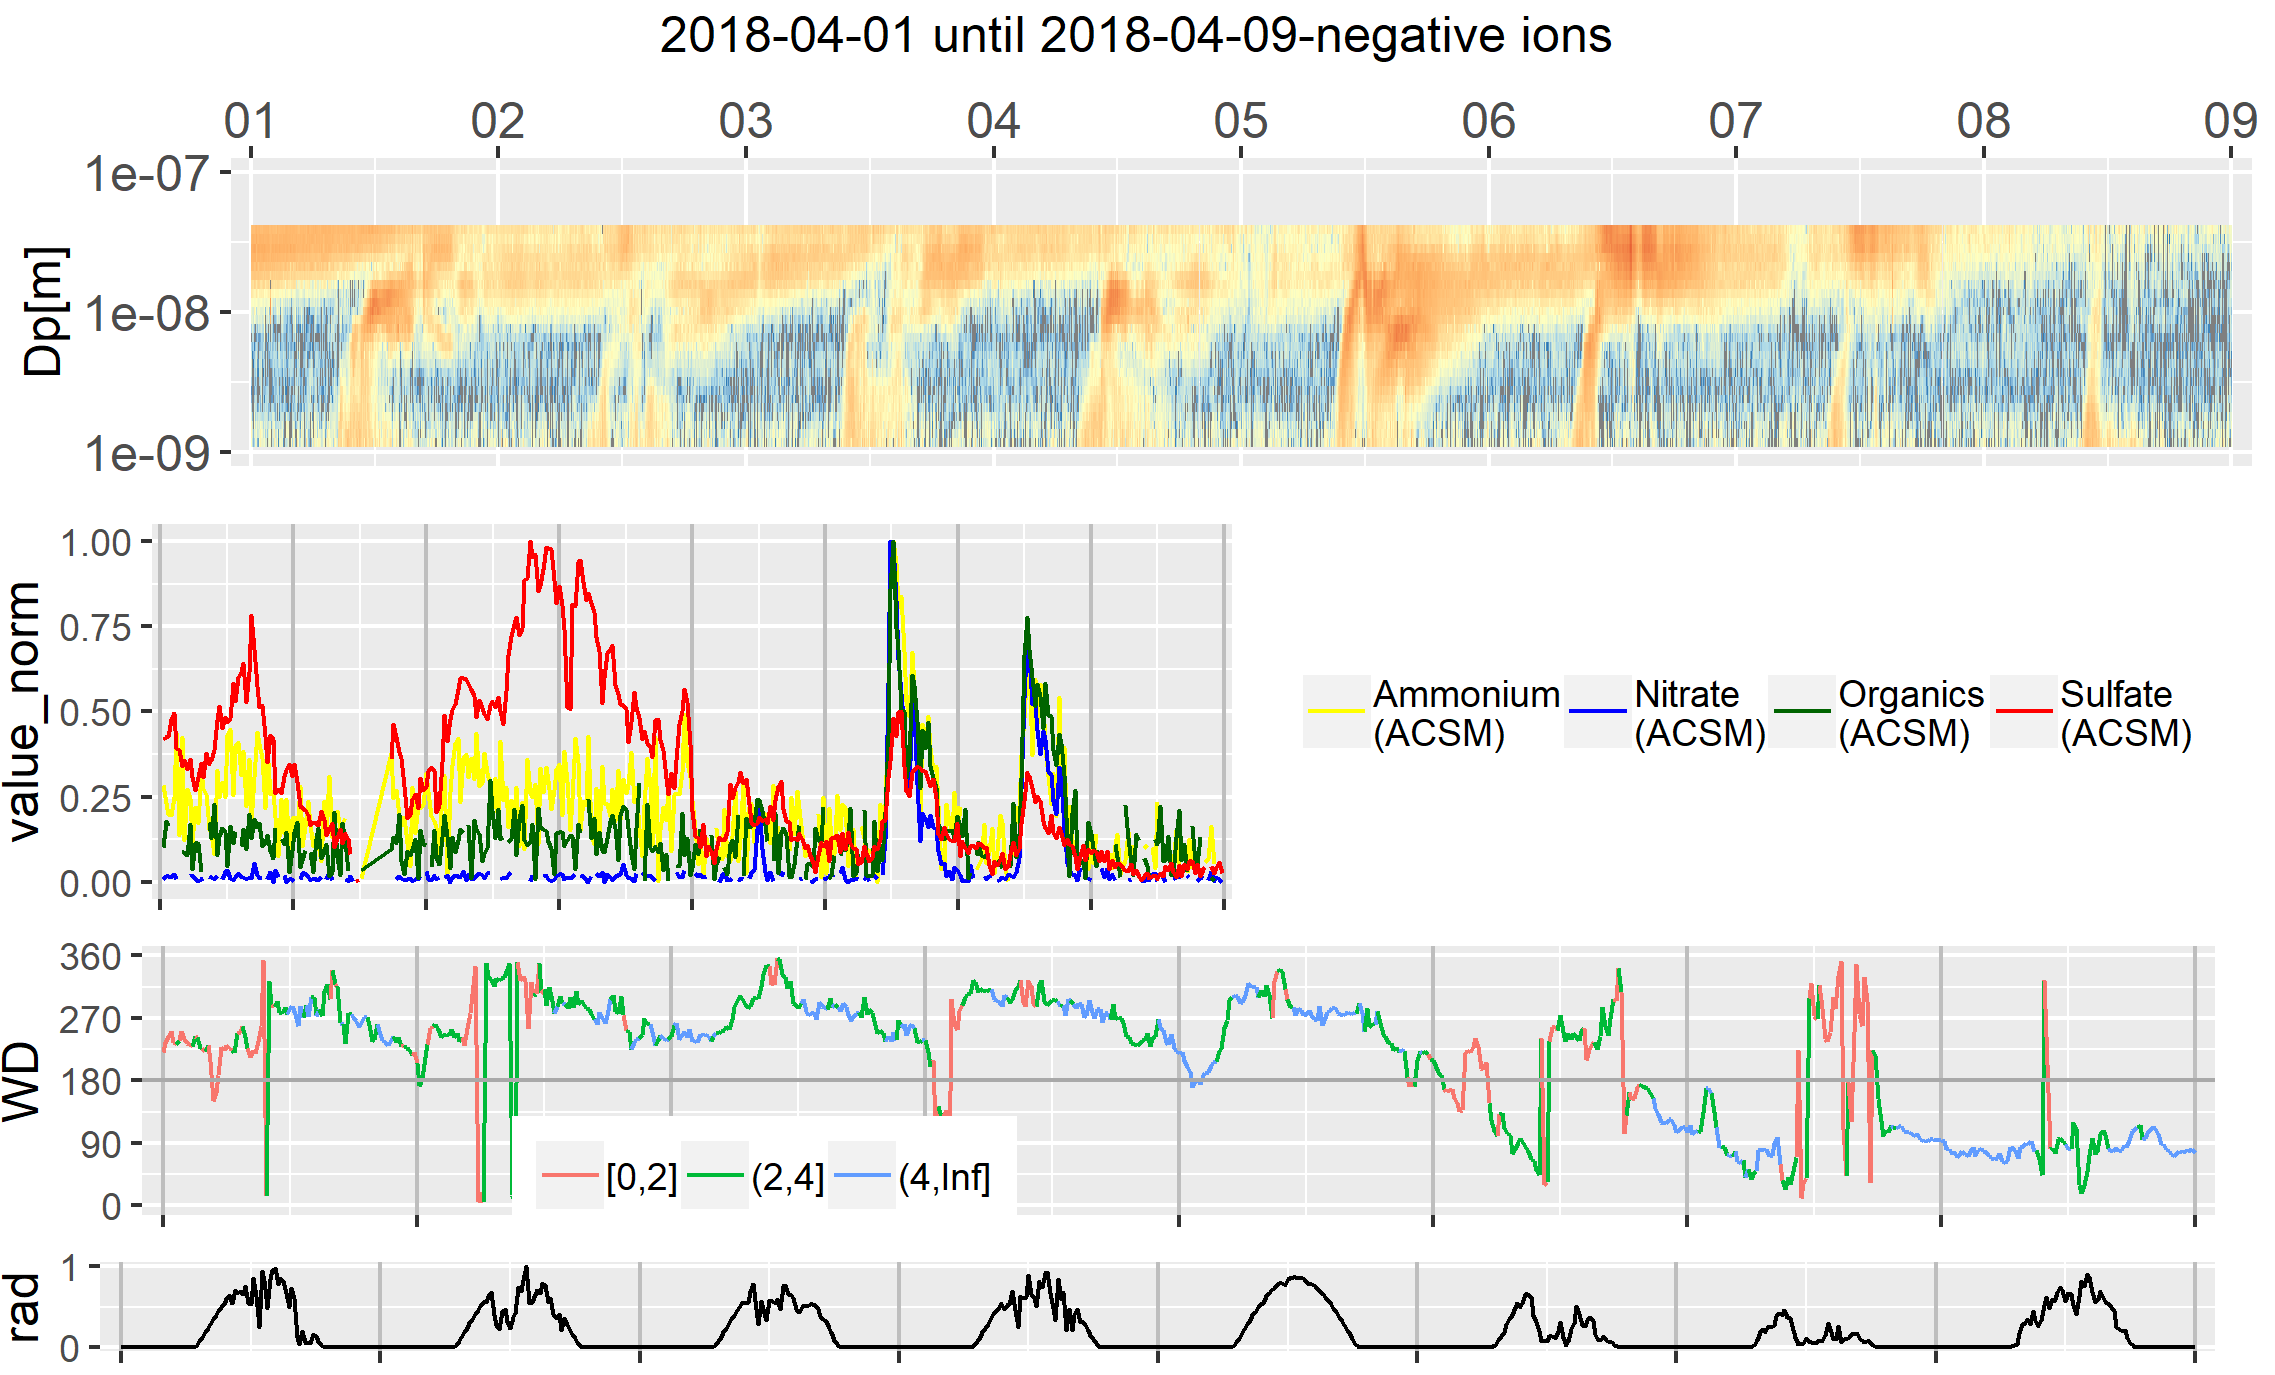 2018-04-01 until 2018-04-09-negative ions
01 02 03 04 05 06 07 08 09
1e-07
1e-08
1e-09
Dp[m]
1.00
0.75
0.50
0.25
0.00
value_norm
Ammonium
(ACSM)
Nitrate
(ACSM)
Organics
(ACSM)
Sulfate
(ACSM)
360
270
180
90
0
WD
[0,2]
(2,4]
(4,Inf]
1
0
rad